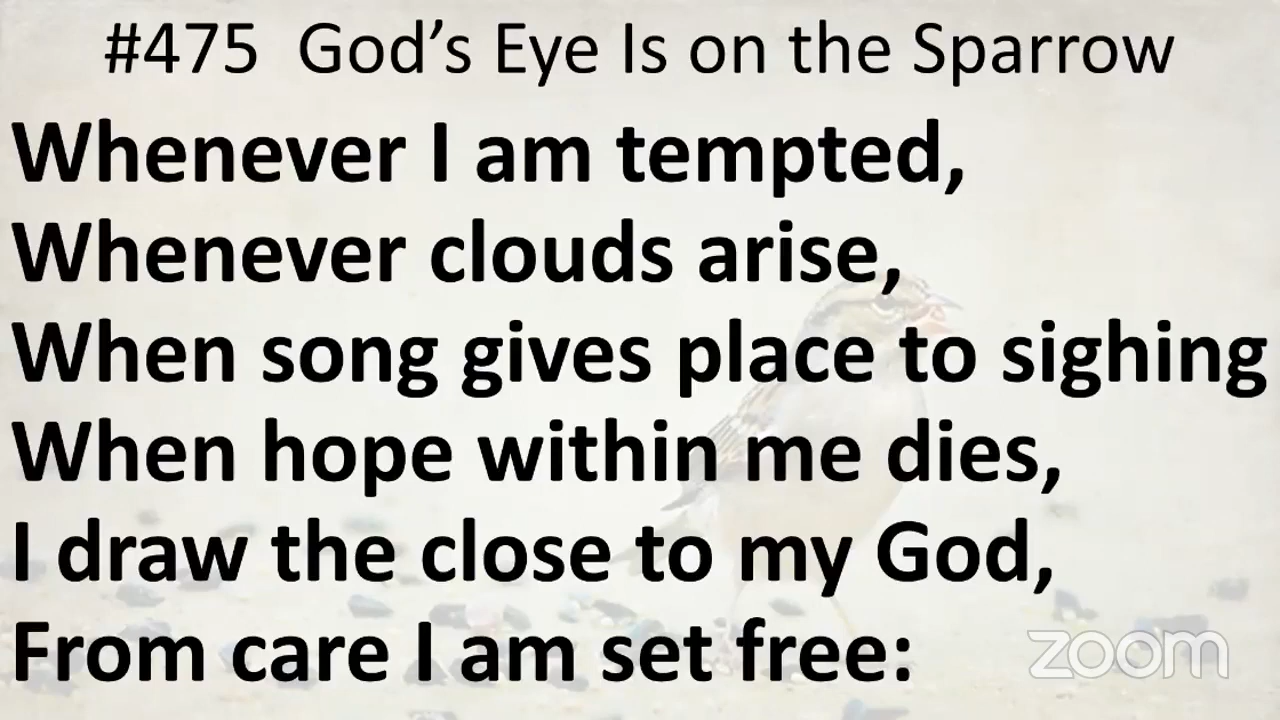 #475 God’s Eye Is on the Sparrow
Whenever I am tempted,
Whenever clouds arise,
When song gives place to sighing
When hope within me dies,
I draw the close to my God,
From care I am set free:
zoom